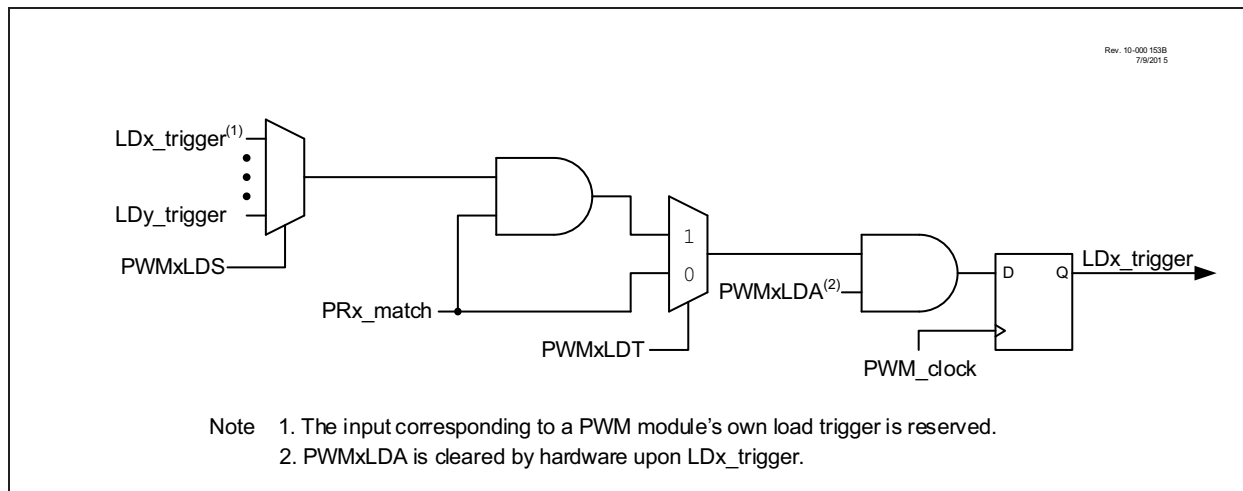 Rev. 10-000 153B
7/9/201 5
LDx_trigger(1)
LDy_trigger
PWMxLDS
PRx_match
1
0
PWMxLDT
PWMxLDA(2)
D Q
LDx_trigger
PWM_clock
Note 1. The input corresponding to a PWM module's own load trigger is reserved.
2. PWMxLDA is cleared by hardware upon LDx_trigger.